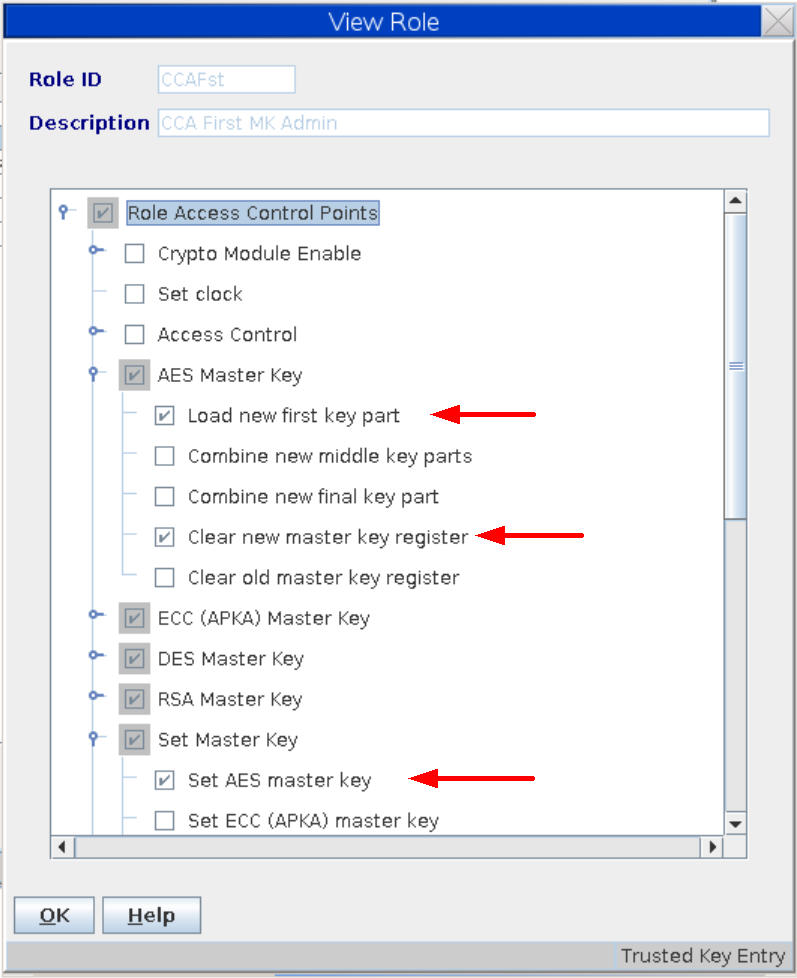 View Role
Role ID CCAFst
Description CCA First MK Admin
Role Access Control Points
Crypto Module Enable
Set clock
Access Control
AES Master Key
Load new first key part
Combine new middle key parts
Combine new final key part
Clear new master key register
Clear old master key register
ECC (APKA) Master Key
DES Master Key
RSA Master Key
Set Master Key
Set AES master key
Set ECC (APKA) master key
OK Help
Trusted Key Entry